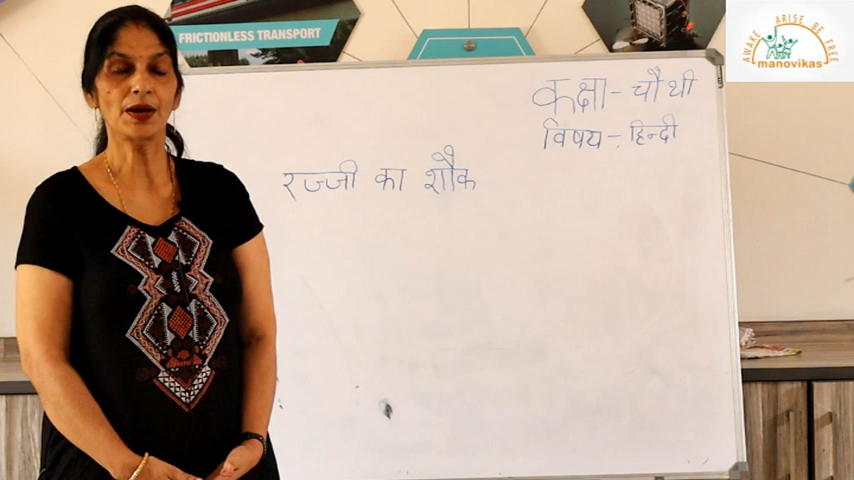 FRICTIONLESS TRANSPORT
AWAKE ARISE BE FREE
manovikas
कक्षा - चौथी
विषय - हिन्दी
रज्जी का शौक